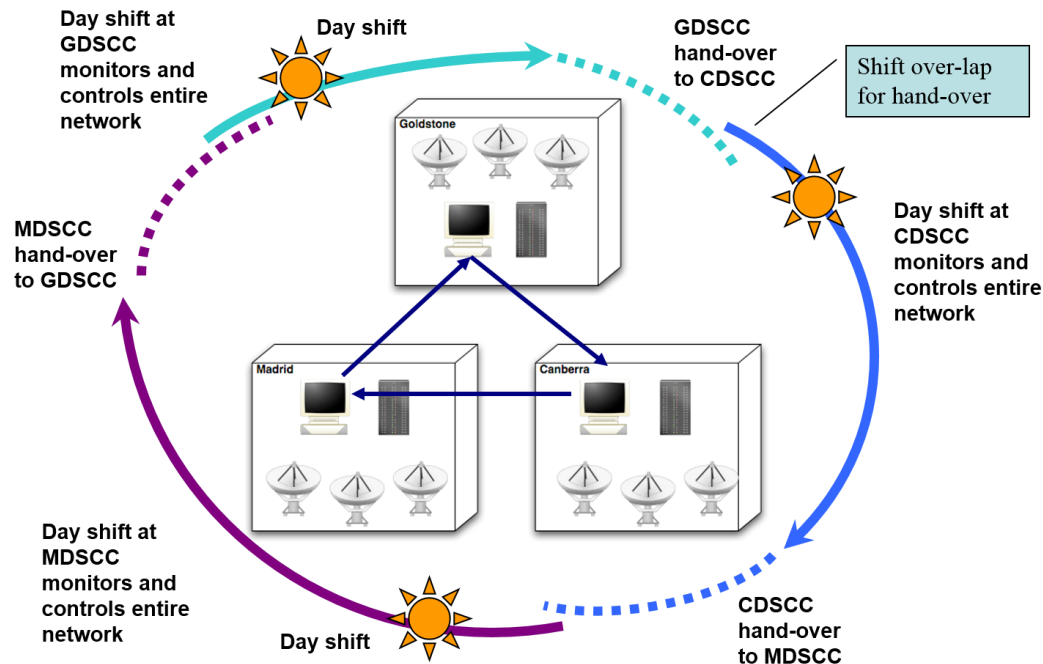 Day shift at
GDSCC
monitors and
controls entire
network
Day shift
GDSCC
hand-over
to CDSCC
Shift over-lap
for hand-over
Goldstone
MDSCC
hand-over
to GDSCC
Day shift at
CDSCC
monitors and
controls entire
network
Madrid
Canberra
Day shift at
MDSCC
monitors and
controls entire
network
Day shift
CDSCC
hand-over
to MDSCC